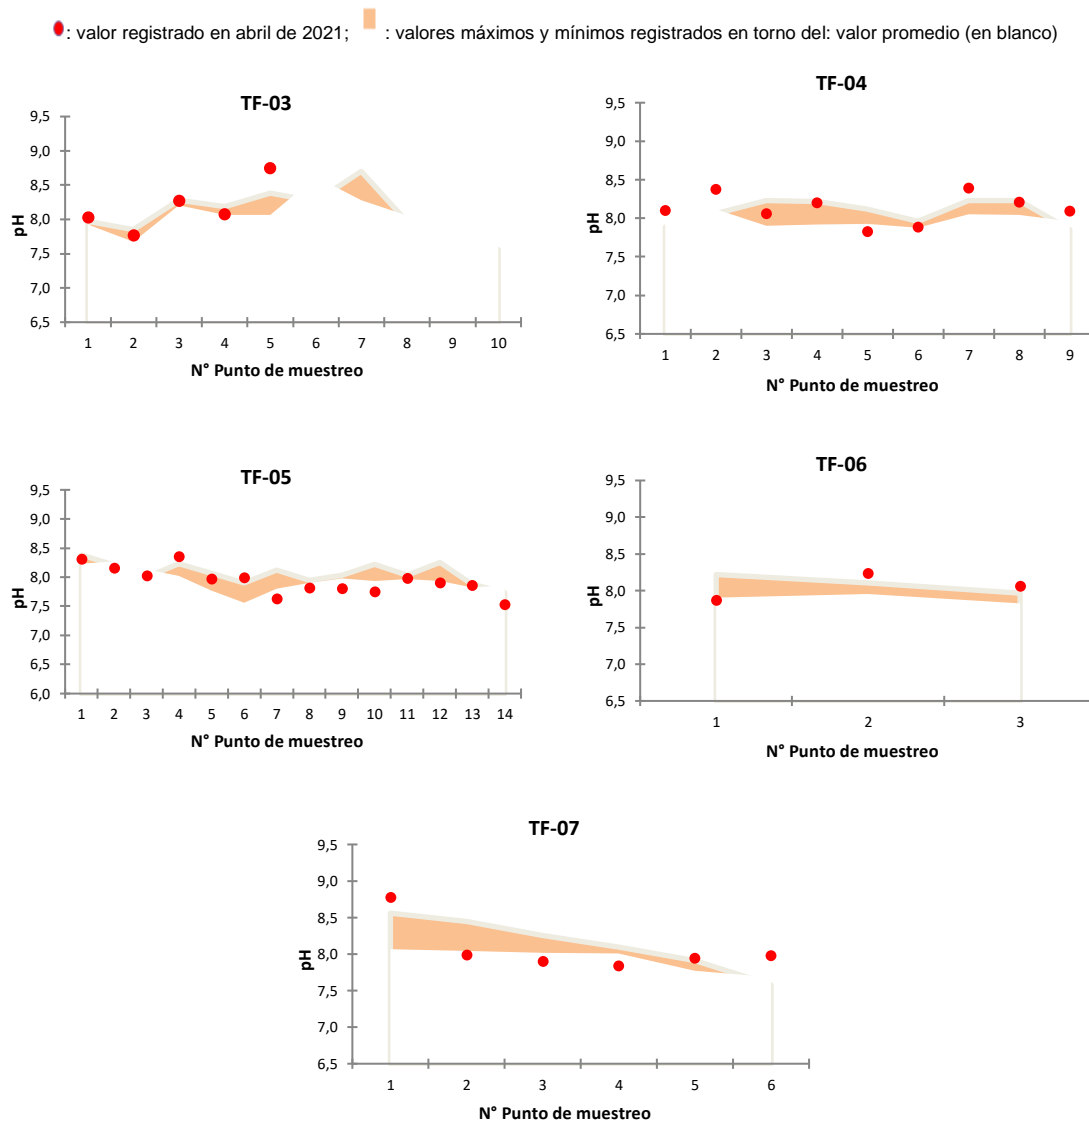 : valor registrado en abril de 2021; : valores máximos y mínimos registrados en torno del: valor promedio (en blanco)
TF-03
9,5
9,0
8,5
8,0
7,5
7,0
6,5
pH
1 2 3 4 5 6 7 8 9 10
N° Punto de muestreo
TF-04
9,5
9,0
8,5
8,0
7,5
7,0
6,5
pH
1 2 3 4 5 6 7 8 9
N° Punto de muestreo
TF-05
9,5
9,0
8,5
8,0
7,5
7,0
6,5
6,0
pH
1 2 3 4 5 6 7 8 9 10 11 12 13 14
N° Punto de muestreo
TF-06
9,5
9,0
8,5
8,0
7,5
7,0
6,5
pH
1 2 3
N° Punto de muestreo
TF-07
9,5
9,0
8,5
8,0
7,5
7,0
6,5
pH
1 2 3 4 5 6
N° Punto de muestreo